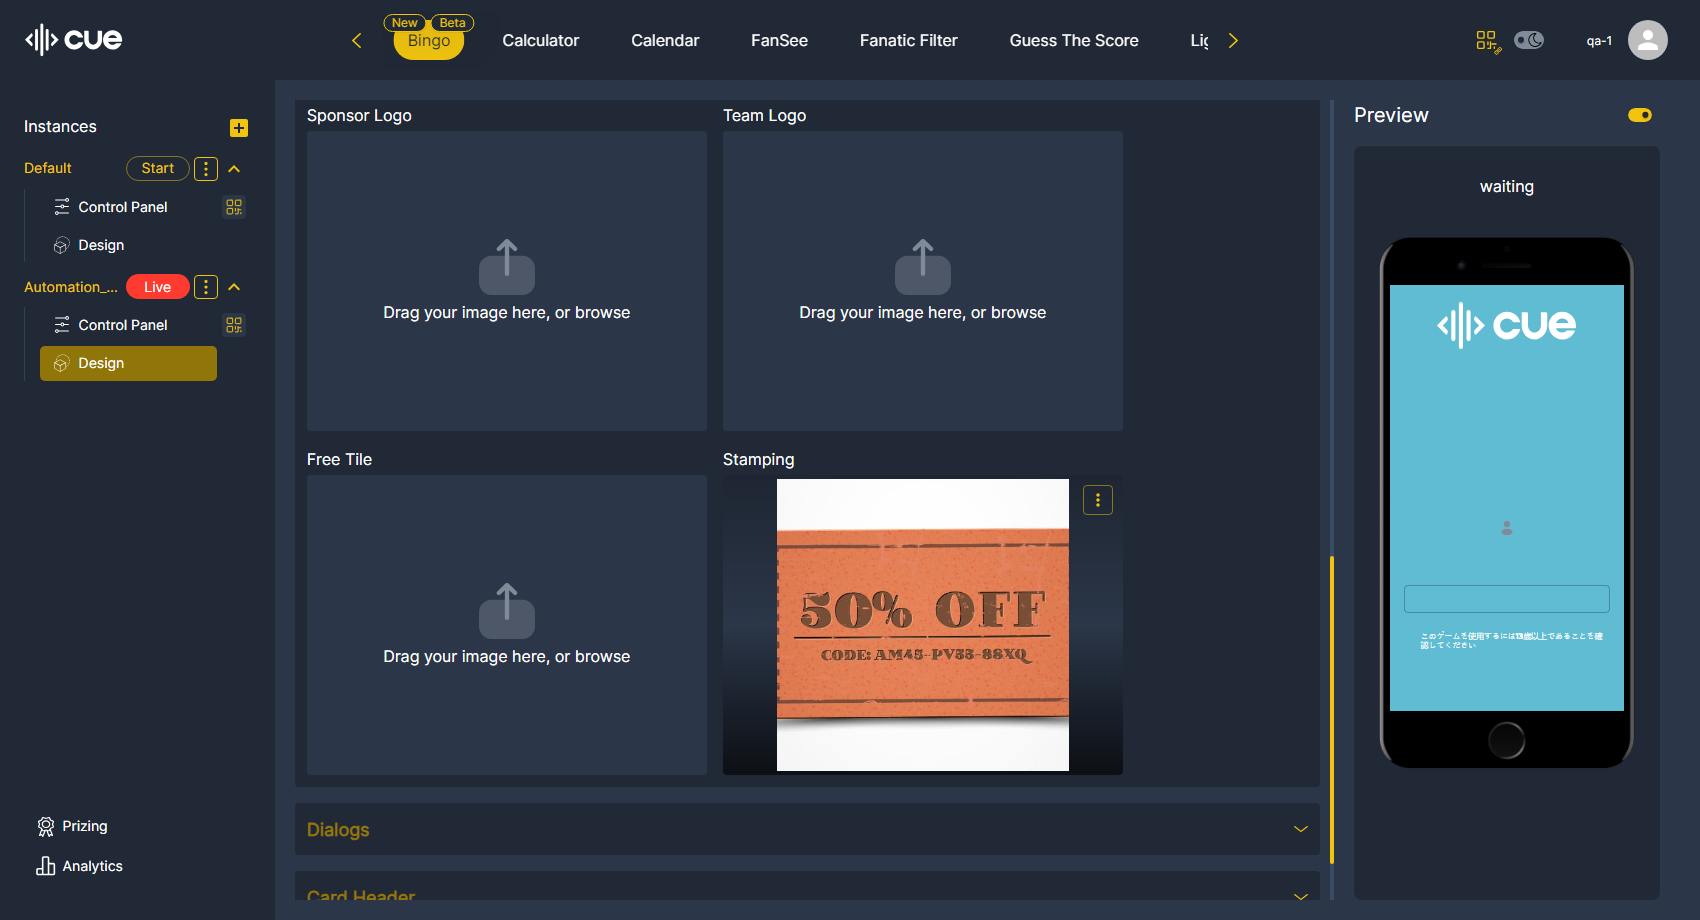 cue
New
Beta
Bingo
Calculator
Calendar
FanSee
Fanatic Filter
Guess The Score
Lig
qa-1
Instances
Default
Start
Control Panel
Design
Automation_...
Live
Control Panel
Design
Prizing
Analytics
Sponsor Logo
Team Logo
Drag your image here, or browse
Drag your image here, or browse
Free Tile
Stamping
Drag your image here, or browse
50% OFF
CODE: AM45-PV33-88XQ
Dialogs
Card Header
Preview
waiting
cue
このゲームを使用するには13歳以上であることを確
認してください